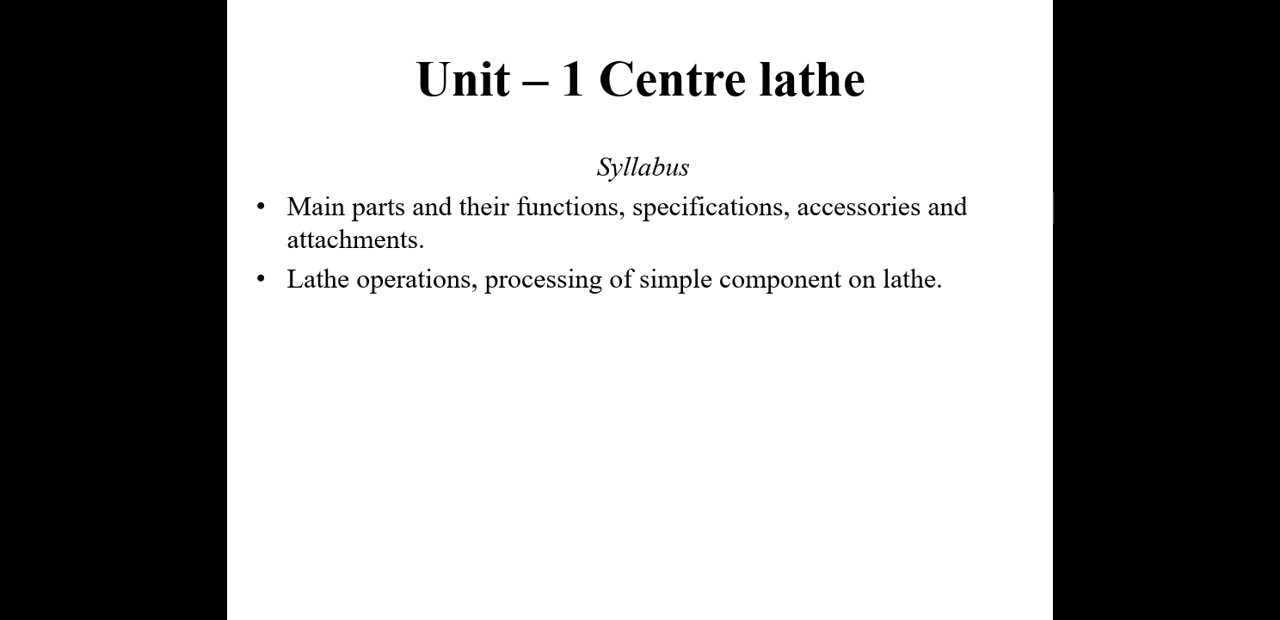 Unit – 1 Centre lathe
Syllabus
• Main parts and their functions, specifications, accessories and
attachments.
• Lathe operations, processing of simple component on lathe.